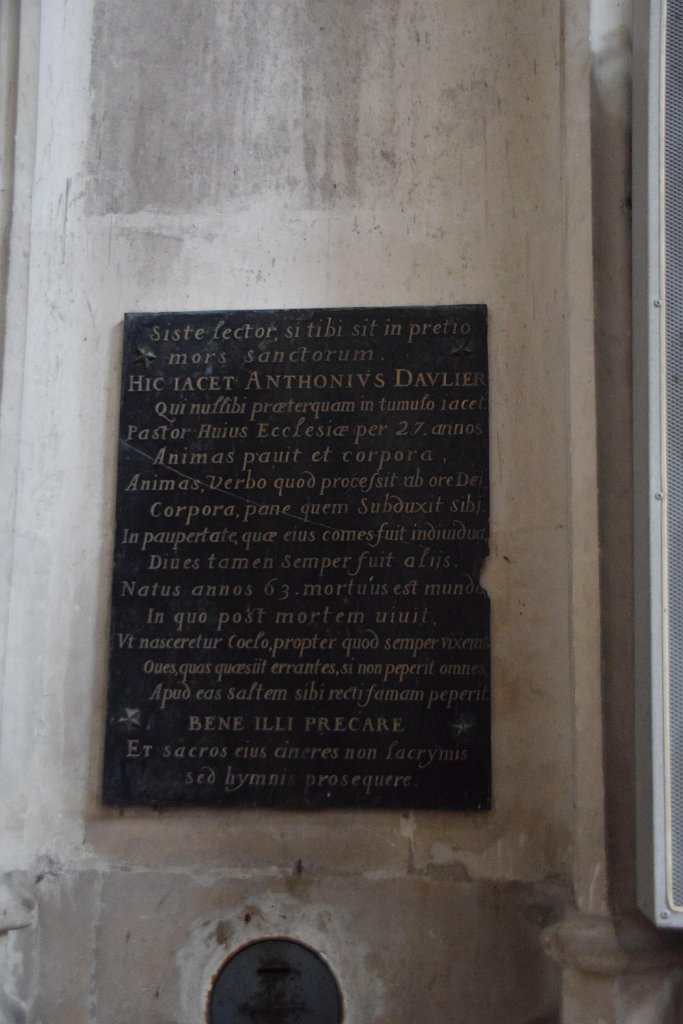 Siste lector, si tibi sit in pretio
mors sanctorum.
HIC IACET ANTHONIVS DAVLIER
Qui nullibi præterquam in tumulo iacet
Pastor Huius Ecclesiæ per 27. annos
Animas pauit et corpora,
Animas, verbo quod processit ab ore Dei,
Corpora, pane quem Subduxit sibi,
In paupertate, quæ eius comes fuit indiuidua
Diues tamen semper fuit alijs.
Natus annos 63. mortuus est mundo
In quo post mortem uiuit,
Vt nasceretur Coelo, propter quod semper vixerat
Oues, quas quæsiit errantes, si non peperit omnes,
Apud eas saltem sibi recti famam peperit.
BENE ILLI PRECARE
Et sacros eius cineres non lacrymis
sed hymnis prosequere.